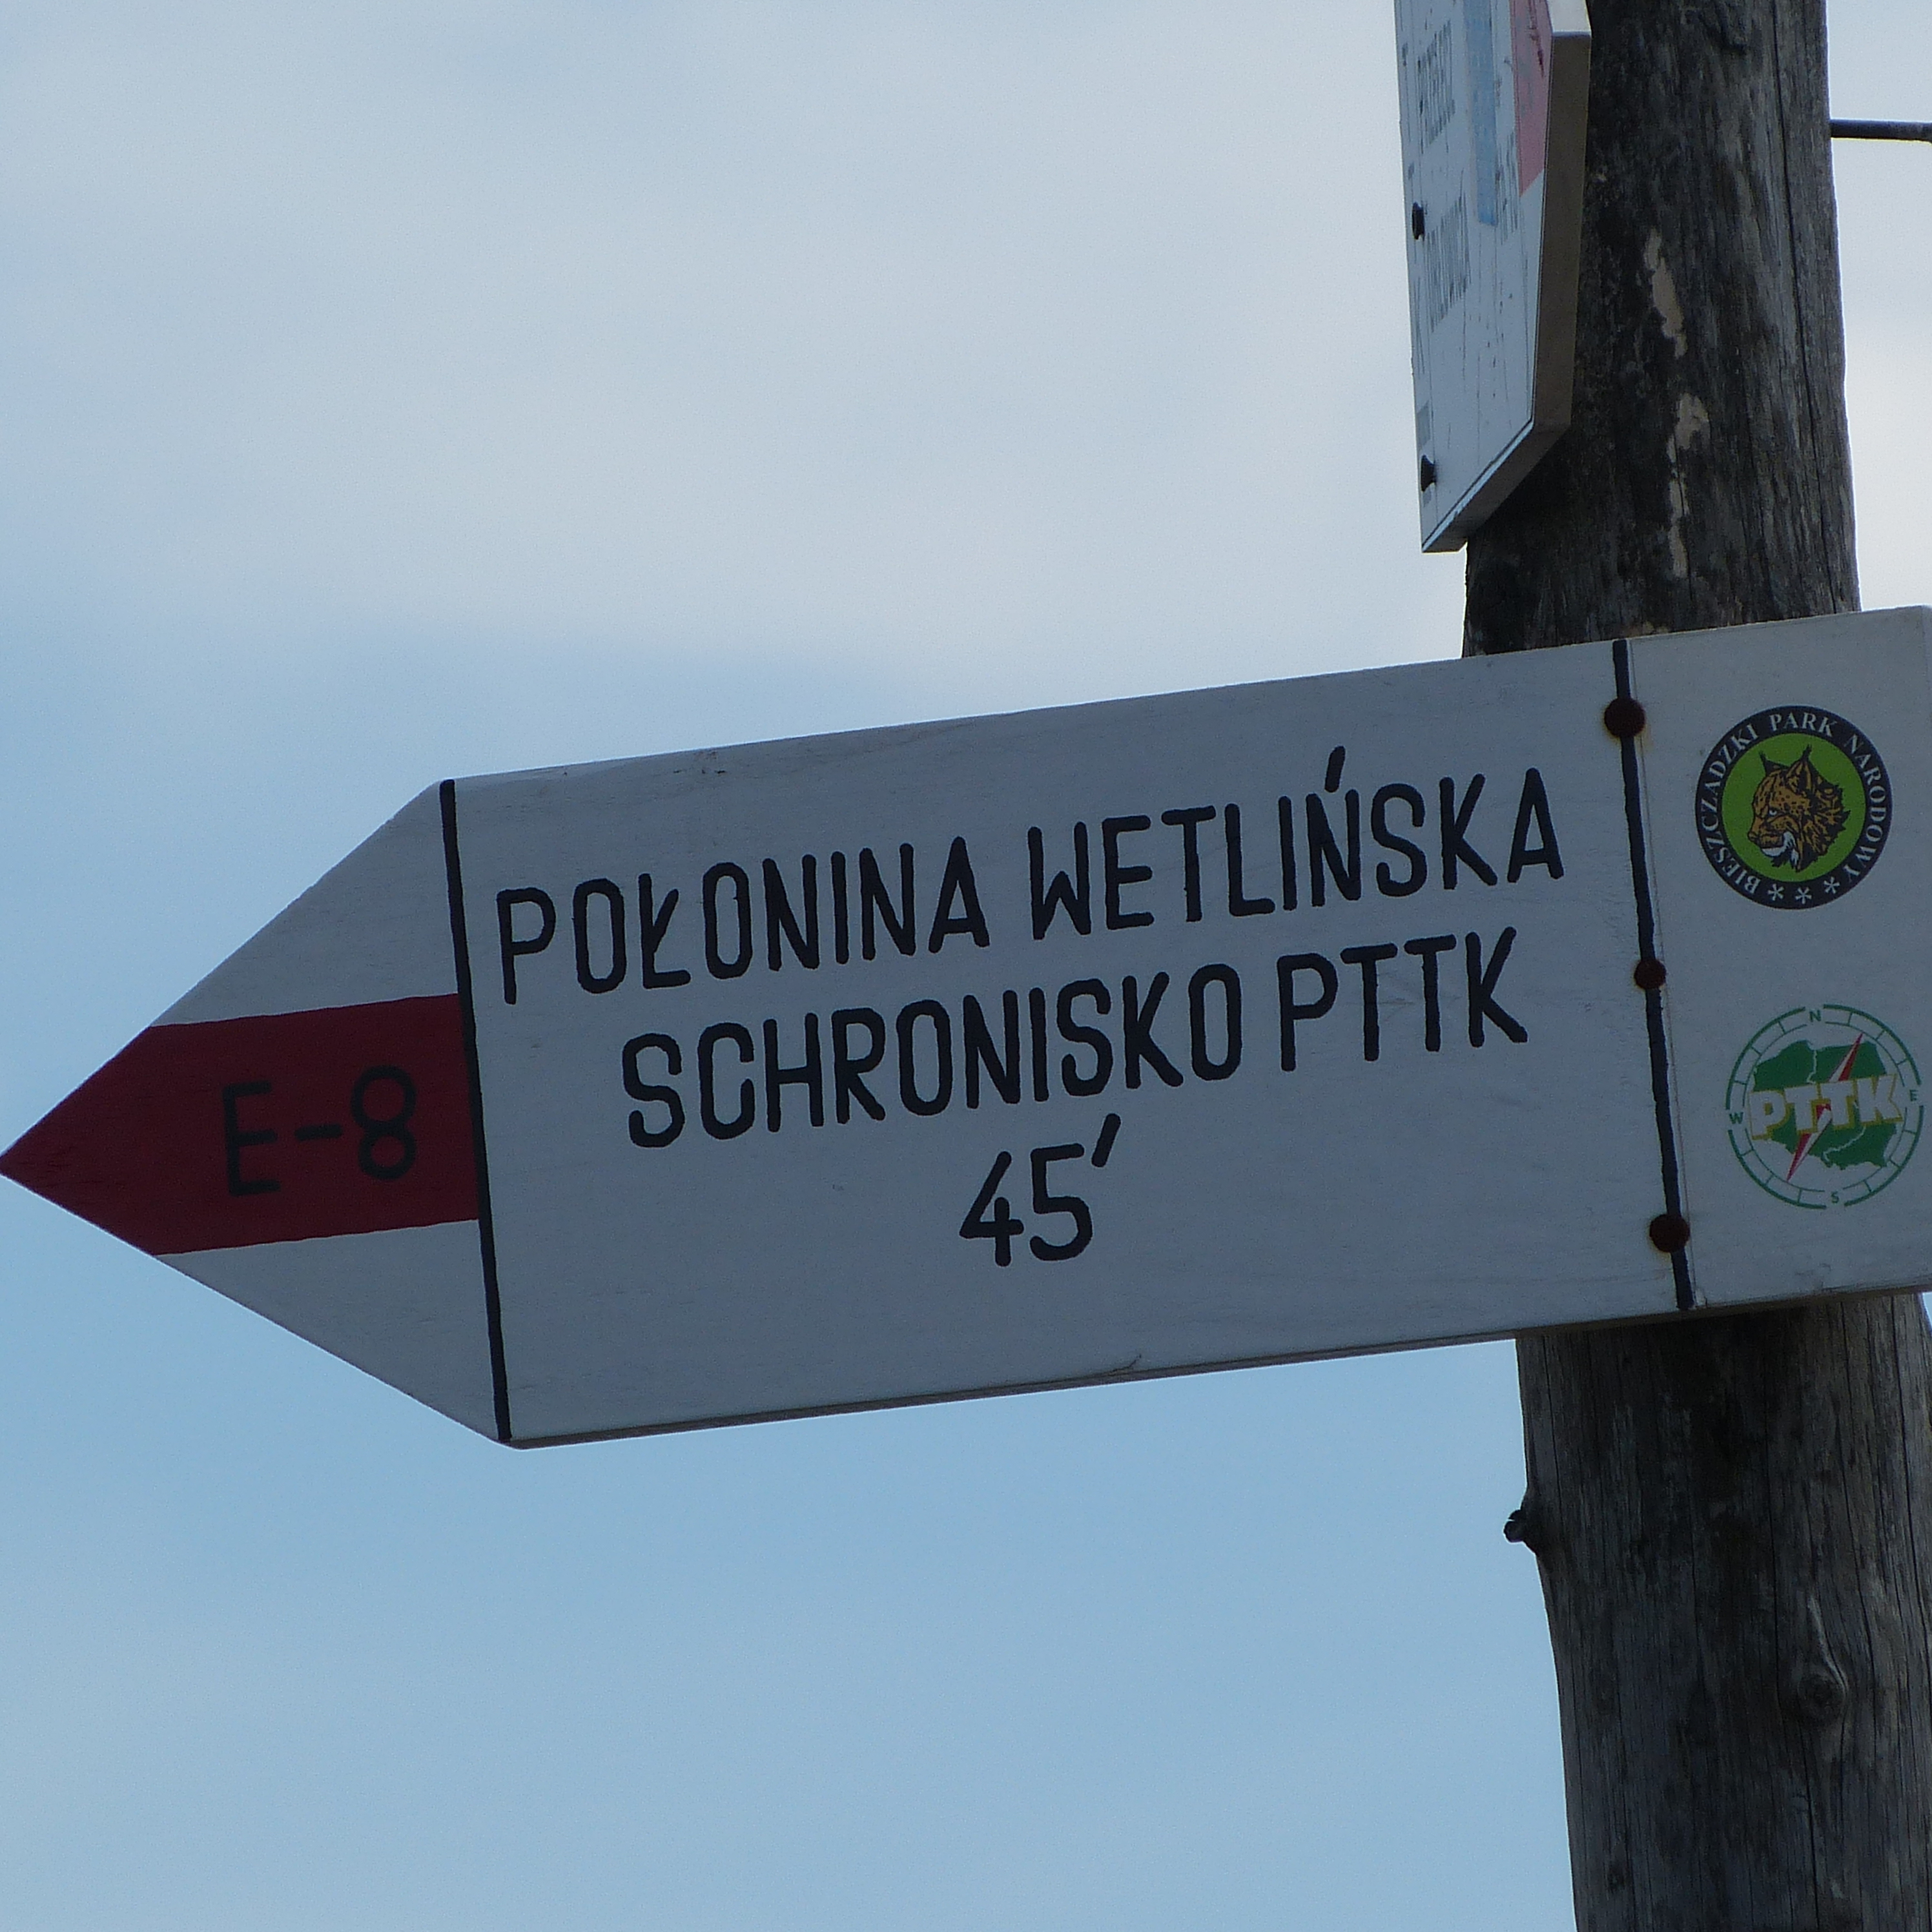 POŁONINA WETLIŃSKA
SCHRONISKO PTTK
45'
E-8
BIESZCZADZKI PARK NARODOWY
***
N
W PTTK E
S